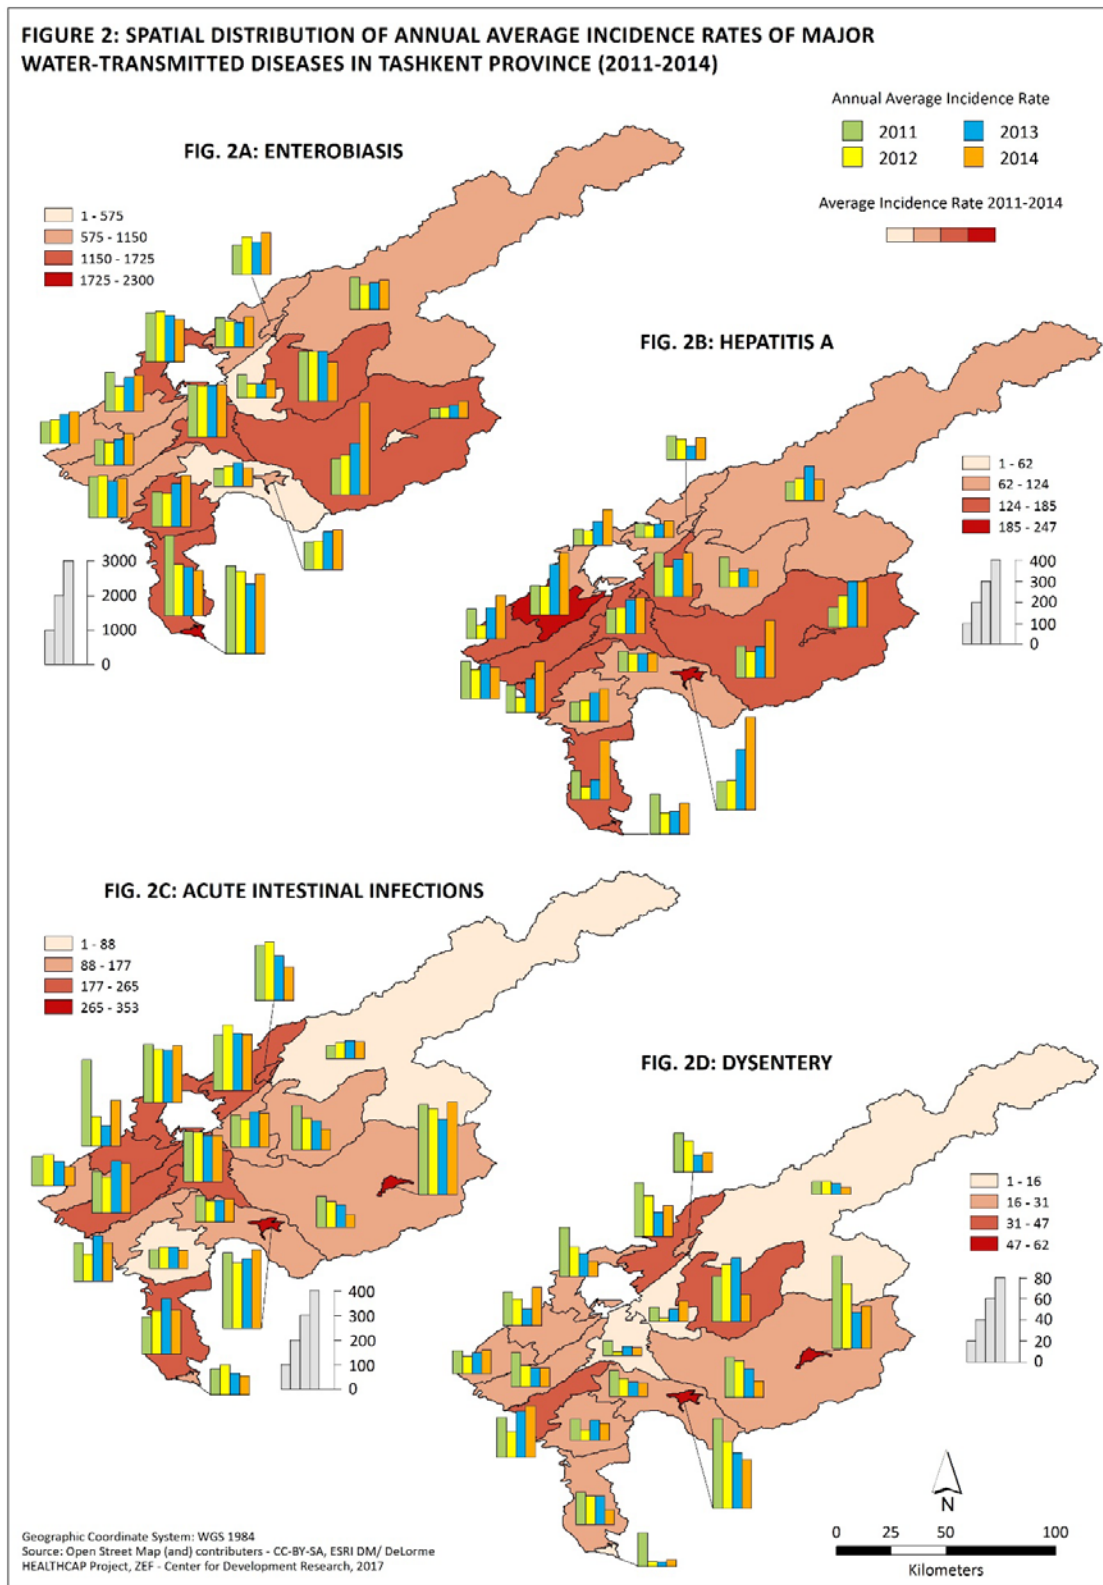 FIGURE 2: SPATIAL DISTRIBUTION OF ANNUAL AVERAGE INCIDENCE RATES OF MAJOR
WATER-TRANSMITTED DISEASES IN TASHKENT PROVINCE (2011-2014)
Annual Average Incidence Rate
2011
2013
2012
2014
Average Incidence Rate 2011-2014
FIG. 2A: ENTEROBIASIS
1 - 575
575 - 1150
1150 - 1725
1725 - 2300
3000
2000
1000
0
FIG. 2B: HEPATITIS A
1 - 62
62 - 124
124 - 185
185 - 247
400
300
200
100
0
FIG. 2C: ACUTE INTESTINAL INFECTIONS
1 - 88
88 - 177
177 - 265
265 - 353
400
300
200
100
0
FIG. 2D: DYSENTERY
1 - 16
16 - 31
31 - 47
47 - 62
80
60
40
20
0
N
0 25 50 100
Kilometers
Geographic Coordinate System: WGS 1984
Source: Open Street Map (and) contributers - CC-BY-SA, ESRI DM/ DeLorme
HEALTHCAP Project, ZEF - Center for Development Research, 2017